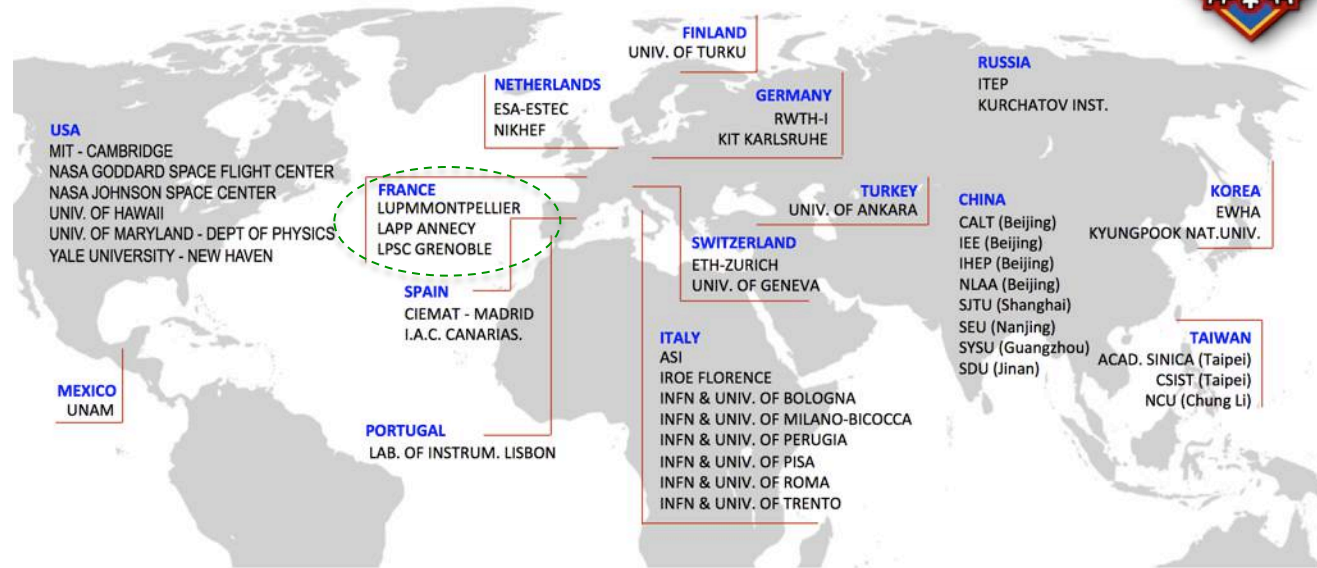 FINLAND
UNIV. OF TURKU
RUSSIA
ITEP
KURCHATOV INST.
NETHERLANDS
ESA-ESTEC
NIKHEF
GERMANY
RWTH-I
KIT KARLSRUHE
USA
MIT - CAMBRIDGE
NASA GODDARD SPACE FLIGHT CENTER
NASA JOHNSON SPACE CENTER
UNIV. OF HAWAII
UNIV. OF MARYLAND - DEPT OF PHYSICS
YALE UNIVERSITY - NEW HAVEN
FRANCE
LUPMMONTPELLIER
LAPP ANNECY
LPSC GRENOBLE
TURKEY
UNIV. OF ANKARA
CHINA
CALT (Beijing)
IEE (Beijing)
IHEP (Beijing)
NLAA (Beijing)
SJTU (Shanghai)
SEU (Nanjing)
SYSU (Guangzhou)
SDU (Jinan)
KOREA
EWHA
KYUNGPOOK NAT.UNIV.
SWITZERLAND
ETH-ZURICH
UNIV. OF GENEVA
SPAIN
CIEMAT - MADRID
I.A.C. CANARIAS.
ITALY
ASI
IROE FLORENCE
INFN & UNIV. OF BOLOGNA
INFN & UNIV. OF MILANO-BICOCCA
INFN & UNIV. OF PERUGIA
INFN & UNIV. OF PISA
INFN & UNIV. OF ROMA
INFN & UNIV. OF TRENTO
TAIWAN
ACAD. SINICA (Taipei)
CSIST (Taipei)
NCU (Chung Li)
MEXICO
UNAM
PORTUGAL
LAB. OF INSTRUM. LISBON